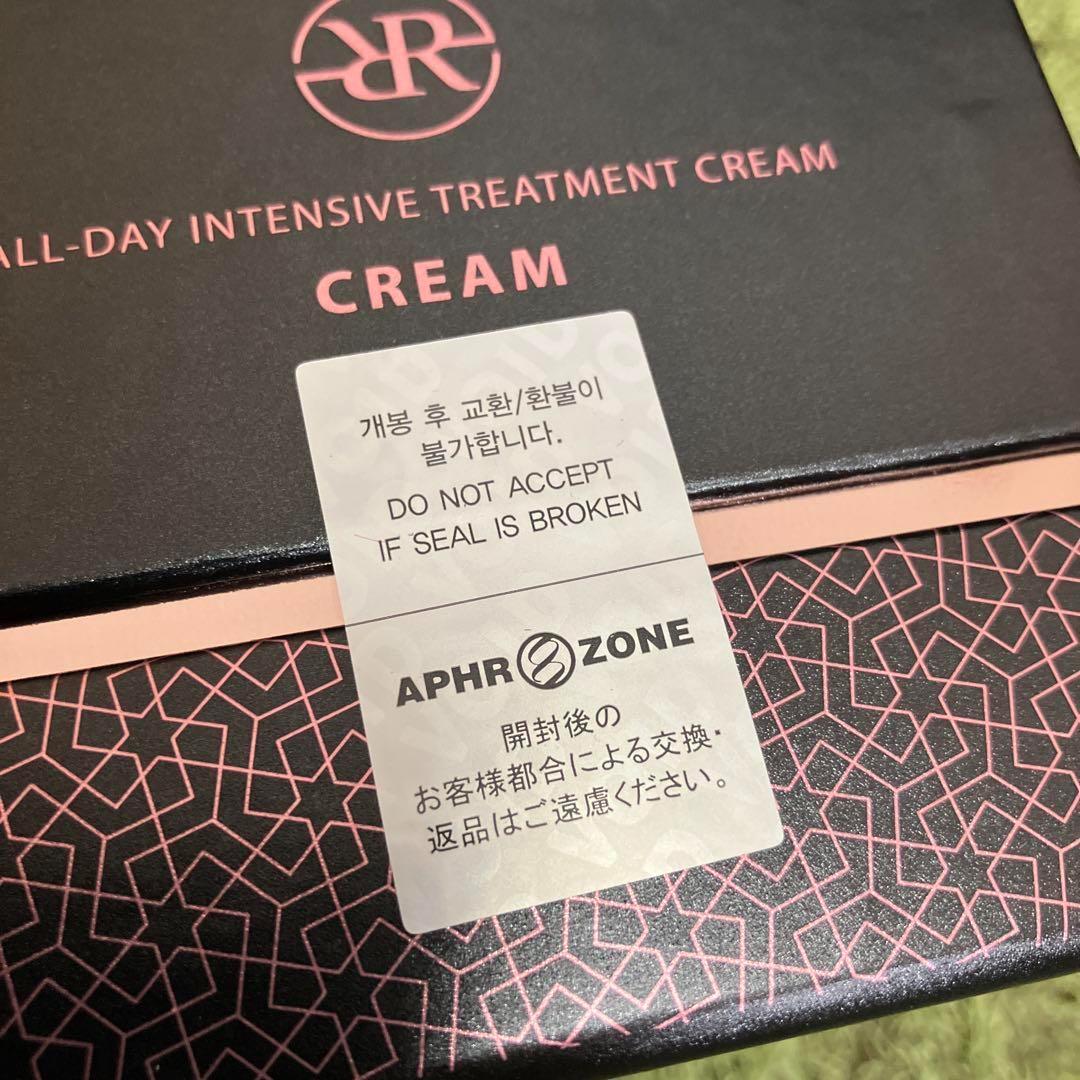 RR
ALL-DAY INTENSIVE TREATMENT CREAM
CREAM
개봉 후 교환/환불이
불가합니다.
DO NOT ACCEPT
IF SEAL IS BROKEN
APHROZONE
開封後の
お客様都合による交換・
返品はご遠慮ください。